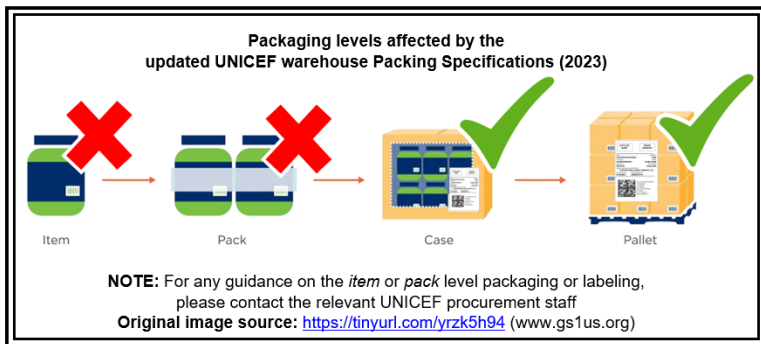 Packaging levels affected by the
updated UNICEF warehouse Packing Specifications (2023)
Item
Pack
Case
Pallet
NOTE: For any guidance on the item or pack level packaging or labeling,
please contact the relevant UNICEF procurement staff
Original image source: https://tinyurl.com/yrzk5h94 (www.gs1us.org)